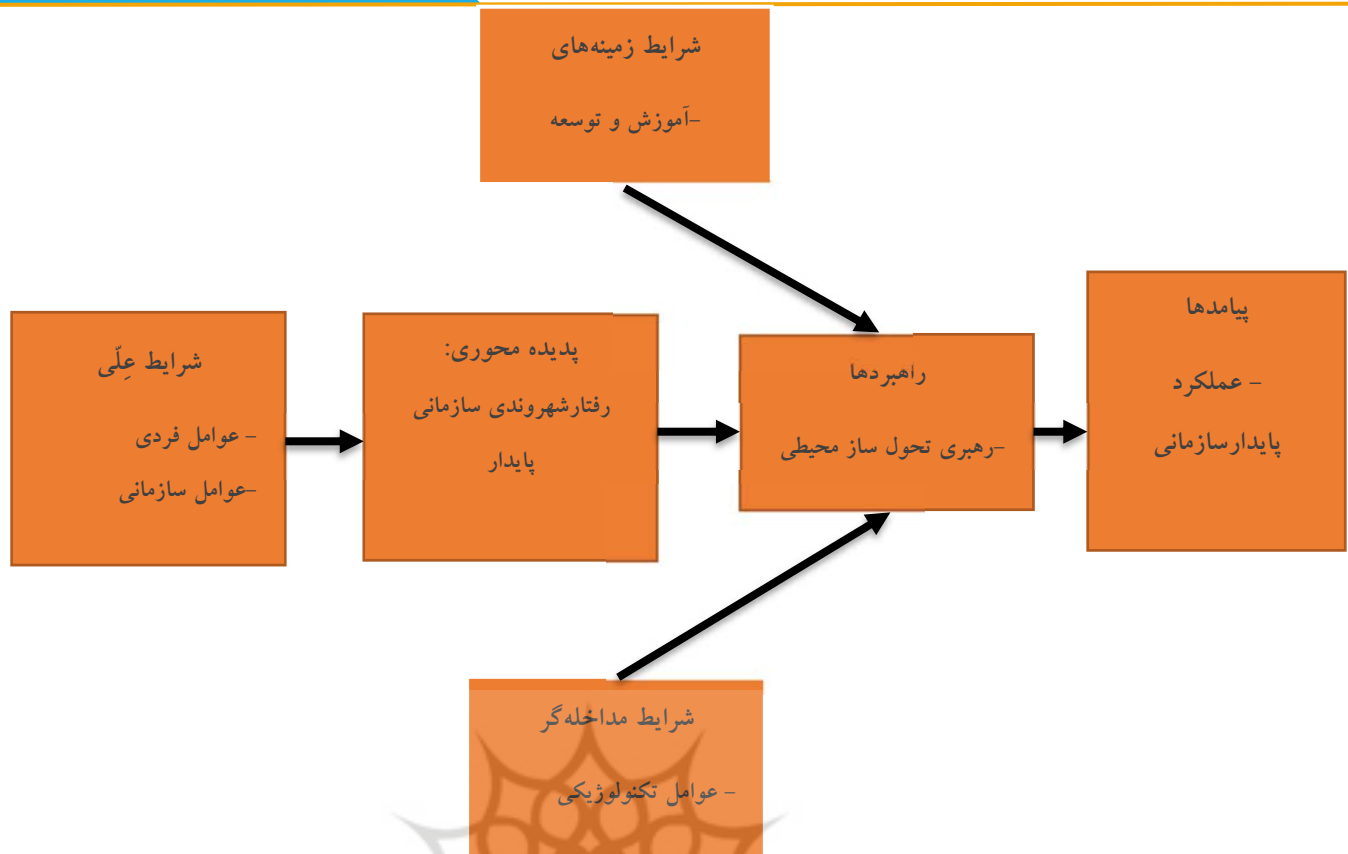 شرایط زمینه‌های
-آموزش و توسعه
شرایط عِلّی
- عوامل فردی
-عوامل سازمانی
پدیده محوری:
رفتارشهروندی سازمانی
پایدار
راهبردها
-رهبری تحول ساز محیطی
پیامدها
- عملکرد
پایدارسازمانی
شرایط مداخله‌گر
- عوامل تکنولوژیکی